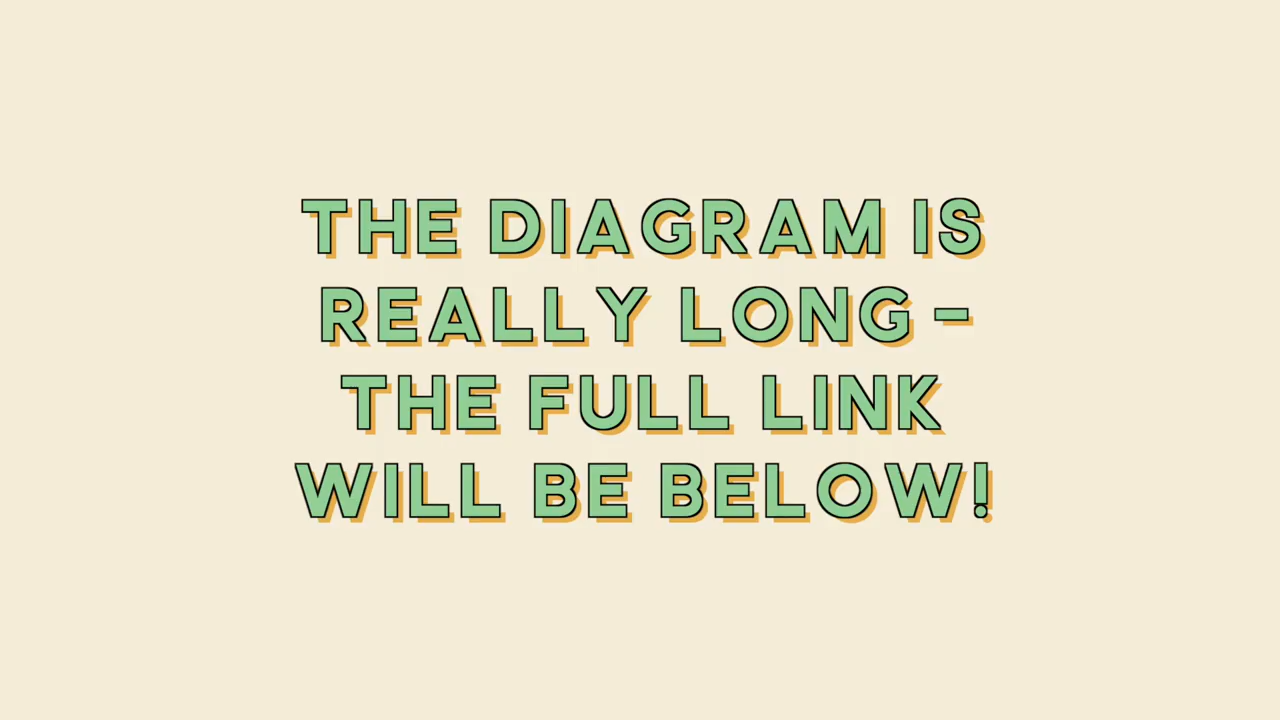 THE DIAGRAM IS
REALLY LONG -
THE FULL LINK
WILL BE BELOW!